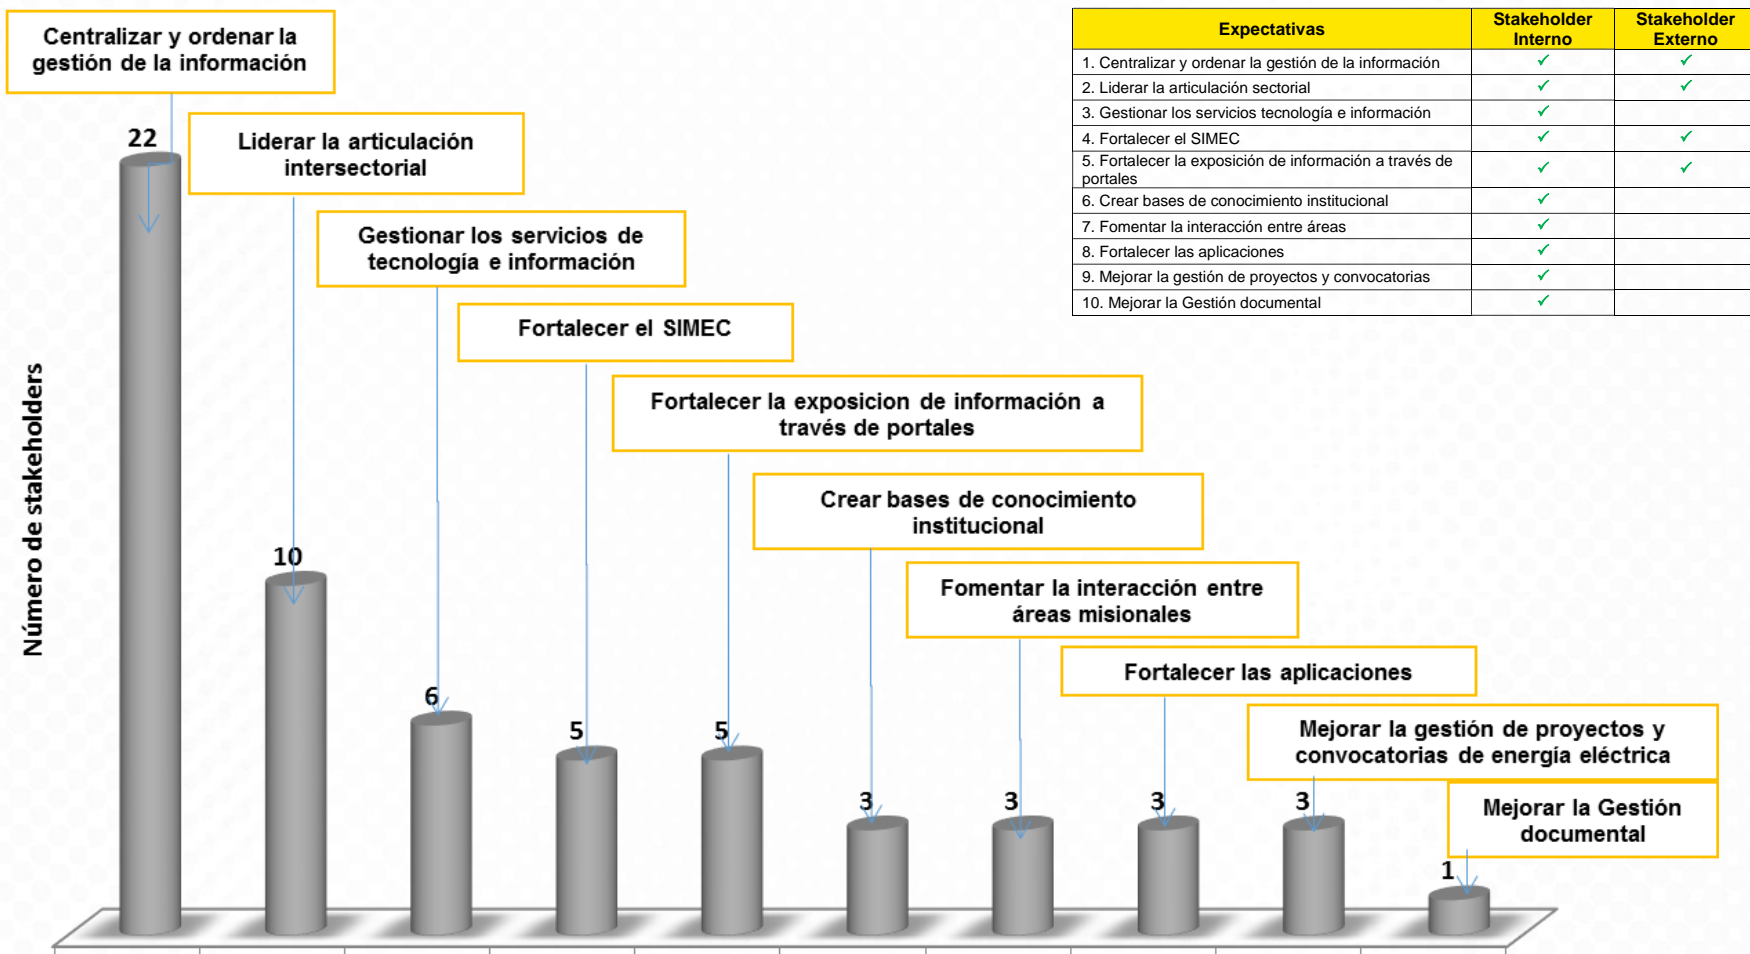 Centralizar y ordenar la
gestión de la información
22
Liderar la articulación
intersectorial
10
Gestionar los servicios de
tecnología e información
6
Fortalecer el SIMEC
5
Fortalecer la exposicion de información a
través de portales
5
Crear bases de conocimiento
institucional
3
Fomentar la interacción entre
áreas misionales
3
Fortalecer las aplicaciones
3
Mejorar la gestión de proyectos y
convocatorias de energía eléctrica
3
Mejorar la Gestión
documental
1
Número de stakeholders
Expectativas
Stakeholder
Interno
Stakeholder
Externo
1. Centralizar y ordenar la gestión de la información ✓ ✓
2. Liderar la articulación sectorial ✓ ✓
3. Gestionar los servicios tecnología e información ✓
4. Fortalecer el SIMEC ✓ ✓
5. Fortalecer la exposición de información a través de
portales ✓ ✓
6. Crear bases de conocimiento institucional ✓
7. Fomentar la interacción entre áreas ✓
8. Fortalecer las aplicaciones ✓
9. Mejorar la gestión de proyectos y convocatorias ✓
10. Mejorar la Gestión documental ✓